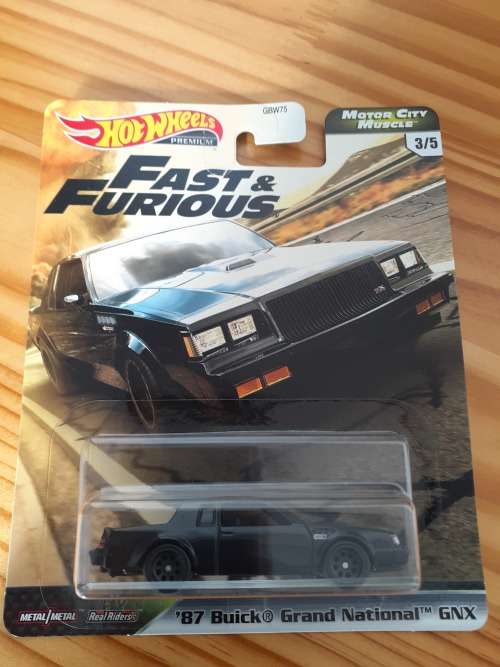 GBW75
HOT WHEELS
PREMIUM
FAST &
FURIOUS
MOTOR CITY
MUSCLE™
3/5
METAL/METAL
Real Riders
'87 Buick® Grand National™ GNX